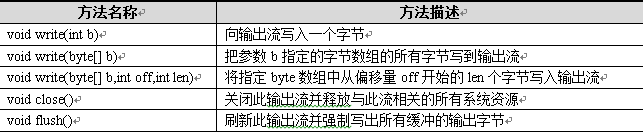 方法名称 方法描述
void write(int b) 向输出流写入一个字节
void write(byte[] b) 把参数 b 指定的字节数组的所有字节写到输出流
void write(byte[] b,int off,int len) 将指定 byte 数组中从偏移量 off 开始的 len 个字节写入输出流
void close() 关闭此输出流并释放与此流相关的所有系统资源
void flush() 刷新此输出流并强制写出所有缓冲的输出字节